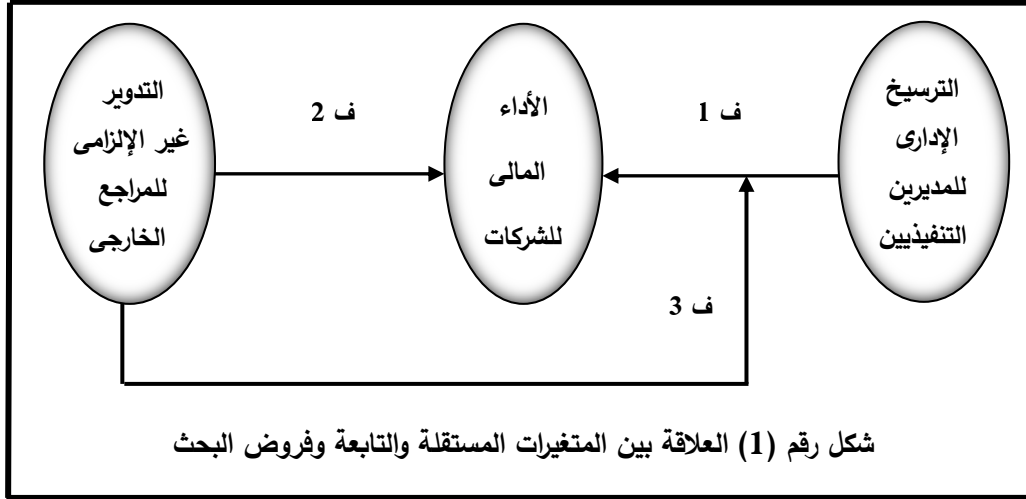 الترسيخ
الإدارى
للمديرين
التنفيذيين
ف 1
الأداء
المالى
للشركات
ف 2
التدوير
غير الإلزامى
للمراجع
الخارجى
ف 3
شكل رقم (1) العلاقة بين المتغيرات المستقلة والتابعة وفروض البحث